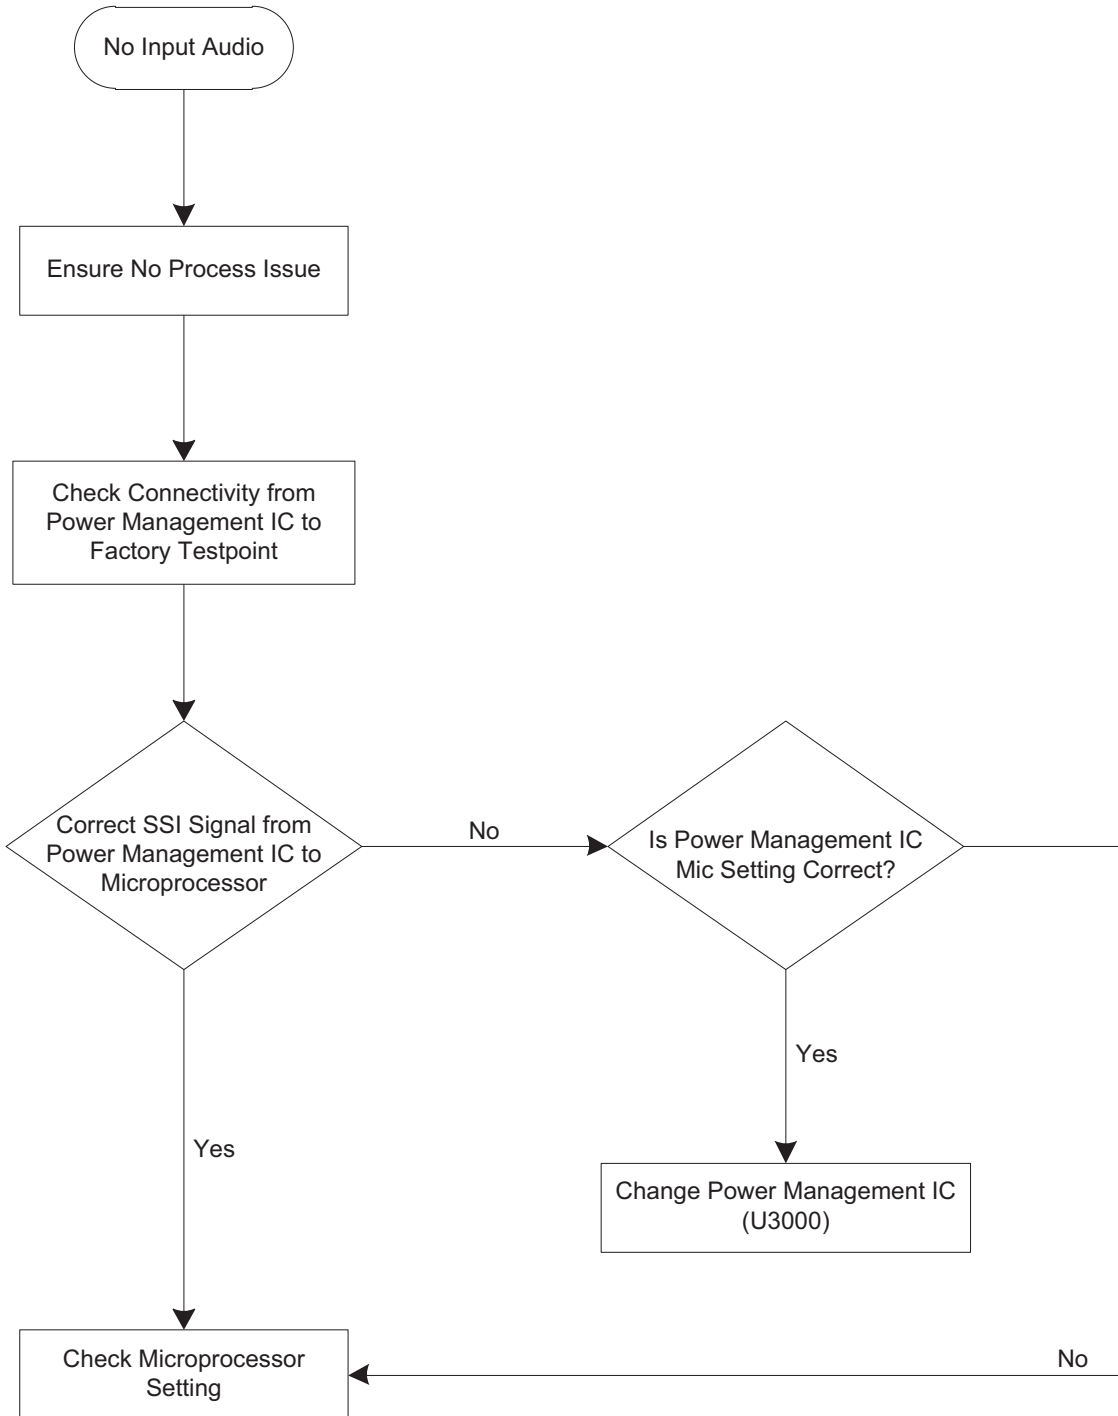 No Input Audio
Ensure No Process Issue
Check Connectivity from
Power Management IC to
Factory Testpoint
Correct SSI Signal from
Power Management IC to
Microprocessor
No
Is Power Management IC
Mic Setting Correct?
Yes
Yes
Change Power Management IC
(U3000)
Check Microprocessor
Setting
No